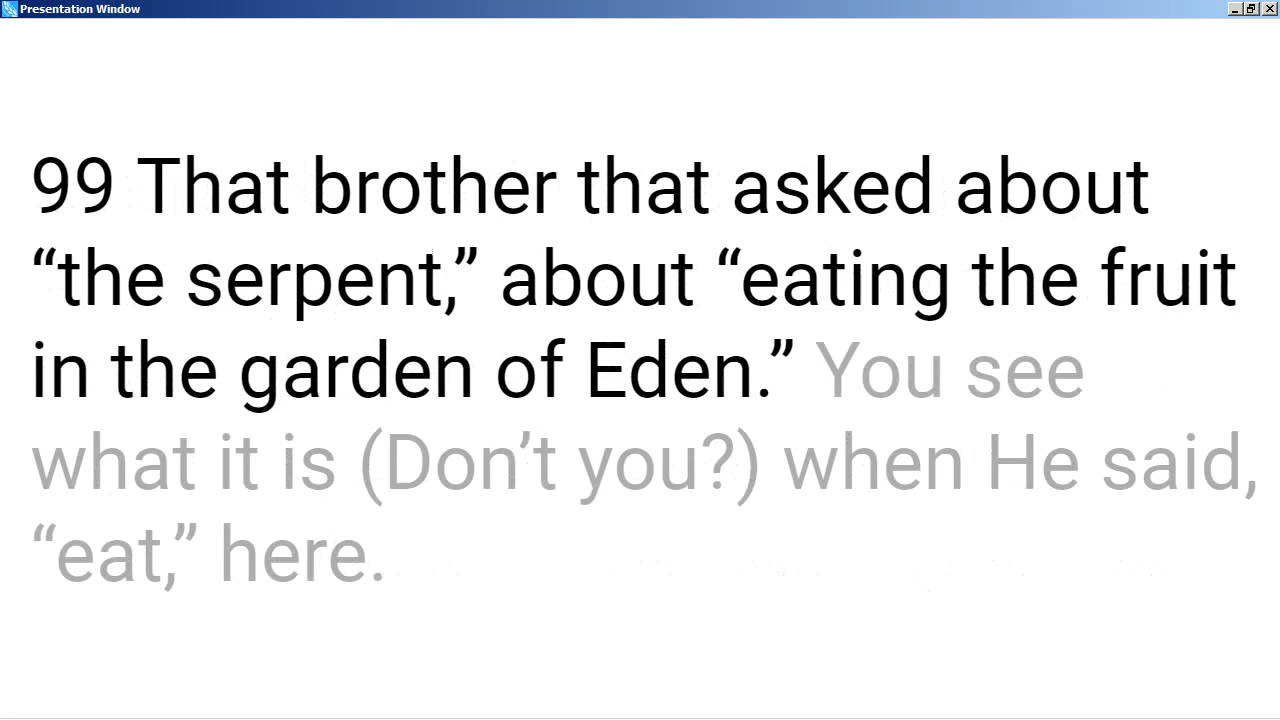 Presentation Window
99 That brother that asked about
“the serpent,” about “eating the fruit
in the garden of Eden.” You see
what it is (Don’t you?) when He said,
“eat,” here.